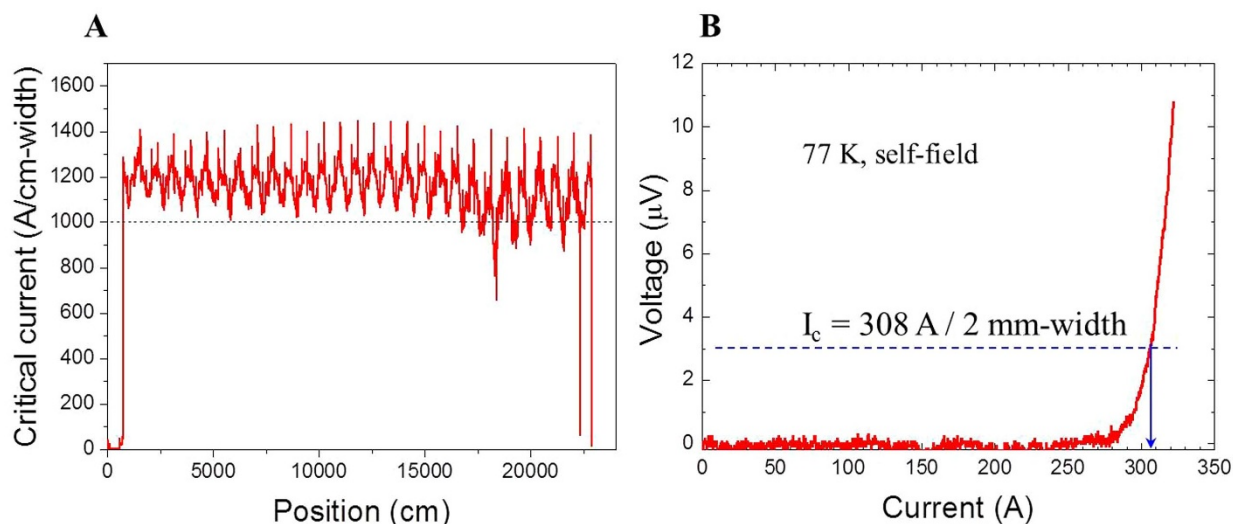 A
Critical current (A/cm-width)
1600
1400
1200
1000
800
600
400
200
0
0 5000 10000 15000 20000
Position (cm)
B
Voltage (μV)
12
10
8
6
4
2
0
77 K, self-field
I_c = 308 A / 2 mm-width
0 50 100 150 200 250 300 350
Current (A)